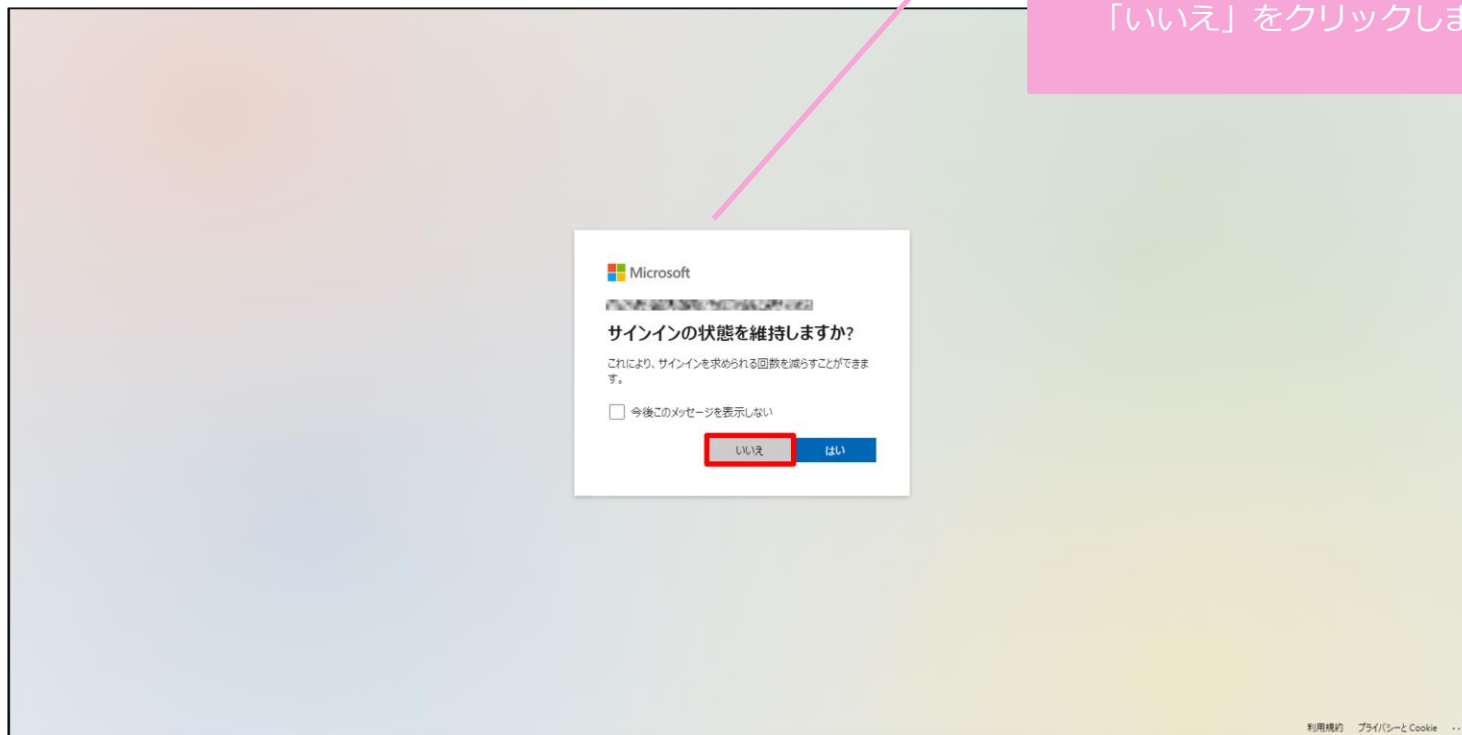 「いいえ」をクリックしま
Microsoft
サインインの状態を維持しますか?
これにより、サインインを求められる回数を減らすことができま
す。
今後このメッセージを表示しない
いいえ
はい
利用規約 プライバシーと Cookie ..